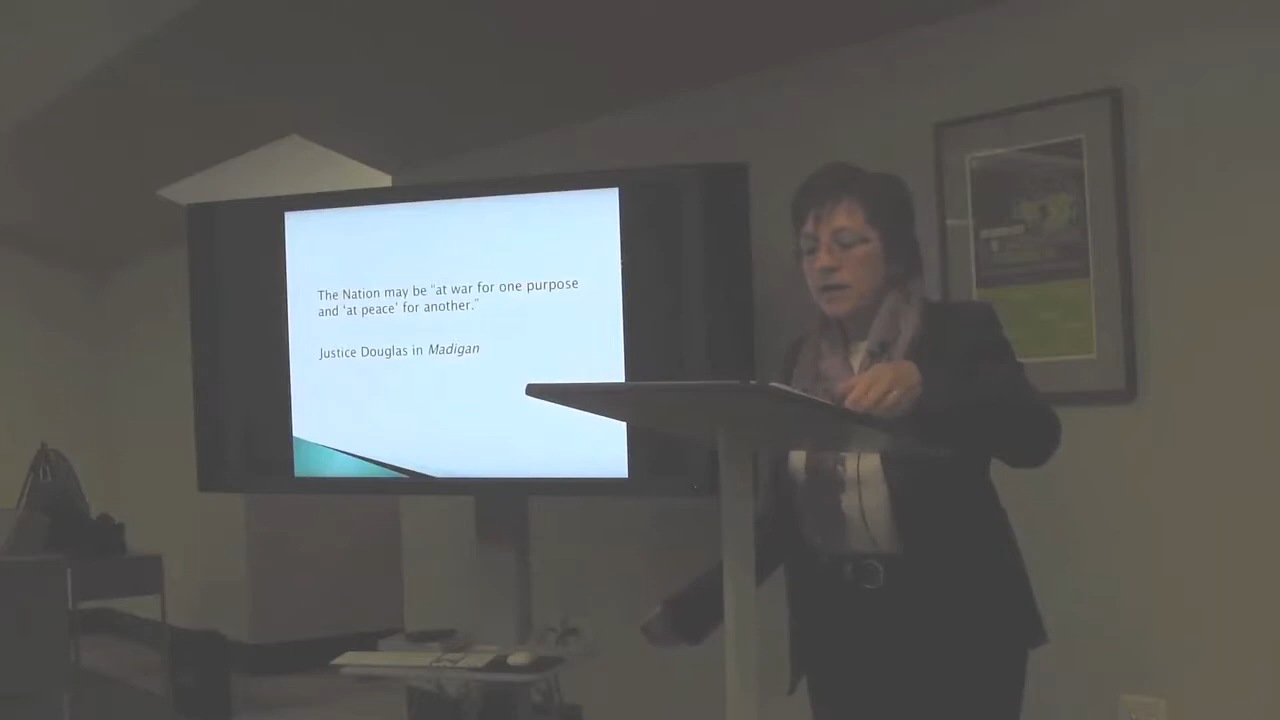 The Nation may be "at war for one purpose
and 'at peace' for another."
Justice Douglas in Madigan